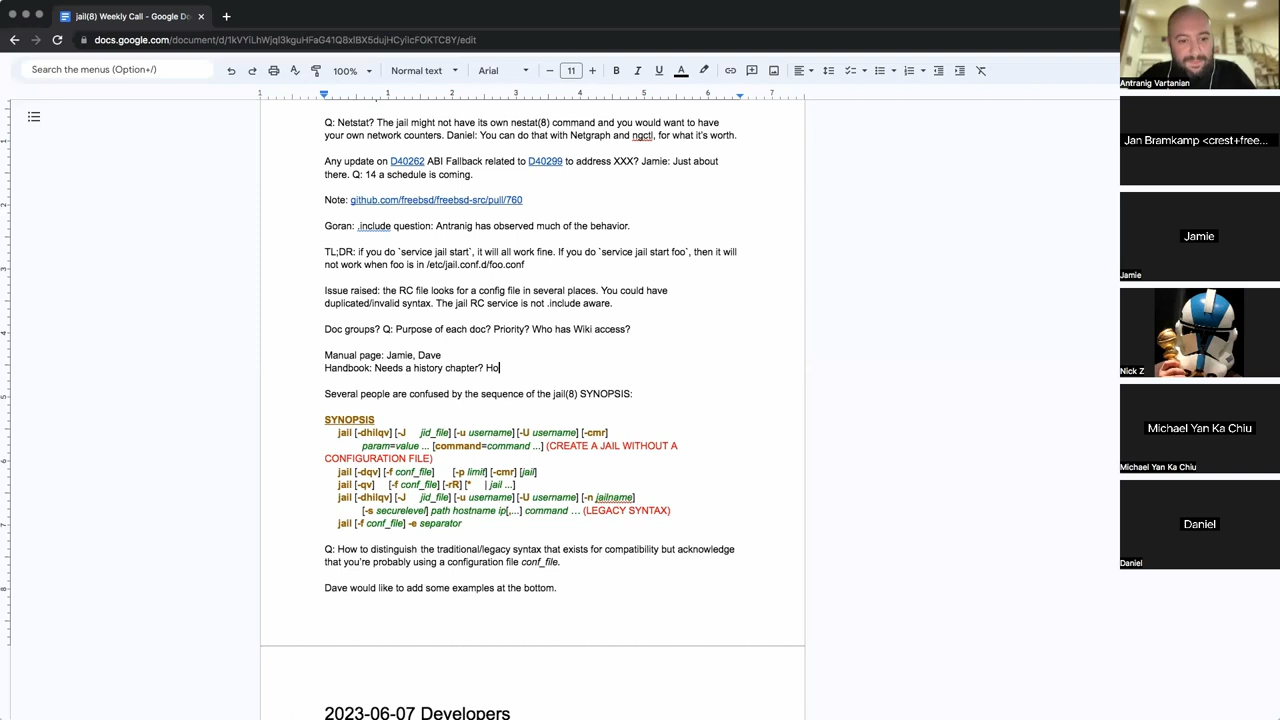 jail(8) Weekly Call - Google Do
docs.google.com/document/d/1kVYiLhWjql3kguHFaG41Q8xIBX5dujHCyiIcFOKTC8Y/edit
Search the menus (Option+/)
100%
Normal text
Arial
11
B I U A
1 1 2 3 4 5 6 7
Q: Netstat? The jail might not have its own nestat(8) command and you would want to have
your own network counters. Daniel: You can do that with Netgraph and ngctl, for what it's worth.
Any update on D40262 ABI Fallback related to D40299 to address XXX? Jamie: Just about
there. Q: 14 a schedule is coming.
Note: github.com/freebsd/freebsd-src/pull/760
Goran: .include question: Antranig has observed much of the behavior.
TL;DR: if you do `service jail start`, it will all work fine. If you do `service jail start foo`, then it will
not work when foo is in /etc/jail.conf.d/foo.conf
Issue raised: the RC file looks for a config file in several places. You could have
duplicated/invalid syntax. The jail RC service is not .include aware.
Doc groups? Q: Purpose of each doc? Priority? Who has Wiki access?
Manual page: Jamie, Dave
Handbook: Needs a history chapter? Ho
Several people are confused by the sequence of the jail(8) SYNOPSIS:
SYNOPSIS
jail [-dhilqv] [-J jid_file] [-u username] [-U username] [-cmr]
param=value ... [command=command ...] (CREATE A JAIL WITHOUT A
CONFIGURATION FILE)
jail [-dqv] [-f conf_file] [-p limit] [-cmr] [jail]
jail [-qv] [-f conf_file] [-rR] [* | jail ...]
jail [-dhilqv] [-J jid_file] [-u username] [-U username] [-n jailname]
[-s securelevel] path hostname ip[,...] command … (LEGACY SYNTAX)
jail [-f conf_file] -e separator
Q: How to distinguish the traditional/legacy syntax that exists for compatibility but acknowledge
that you're probably using a configuration file conf_file.
Dave would like to add some examples at the bottom.
2023-06-07 Developers
Antranig Vartanian
Jan Bramkamp <crest+free...
Jamie
Jamie
Nick Z
Michael Yan Ka Chiu
Michael Yan Ka Chiu
Daniel
Daniel